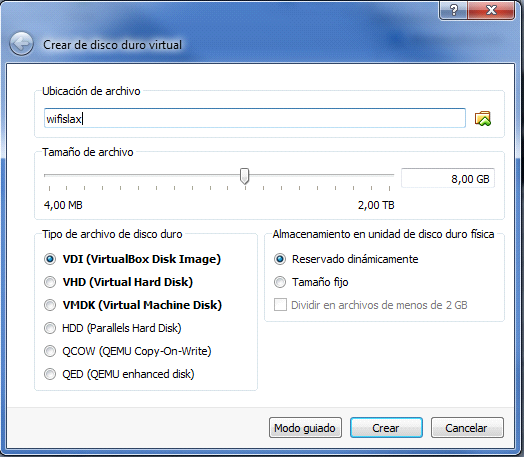 Crear de disco duro virtual
Ubicación de archivo
wifislax
Tamaño de archivo
8,00 GB
4,00 MB 2,00 TB
Tipo de archivo de disco duro
VDI (VirtualBox Disk Image)
VHD (Virtual Hard Disk)
VMDK (Virtual Machine Disk)
HDD (Parallels Hard Disk)
QCOW (QEMU Copy-On-Write)
QED (QEMU enhanced disk)
Almacenamiento en unidad de disco duro física
Reservado dinámicamente
Tamaño fijo
Dividir en archivos de menos de 2 GB
Modo guiado Crear Cancelar